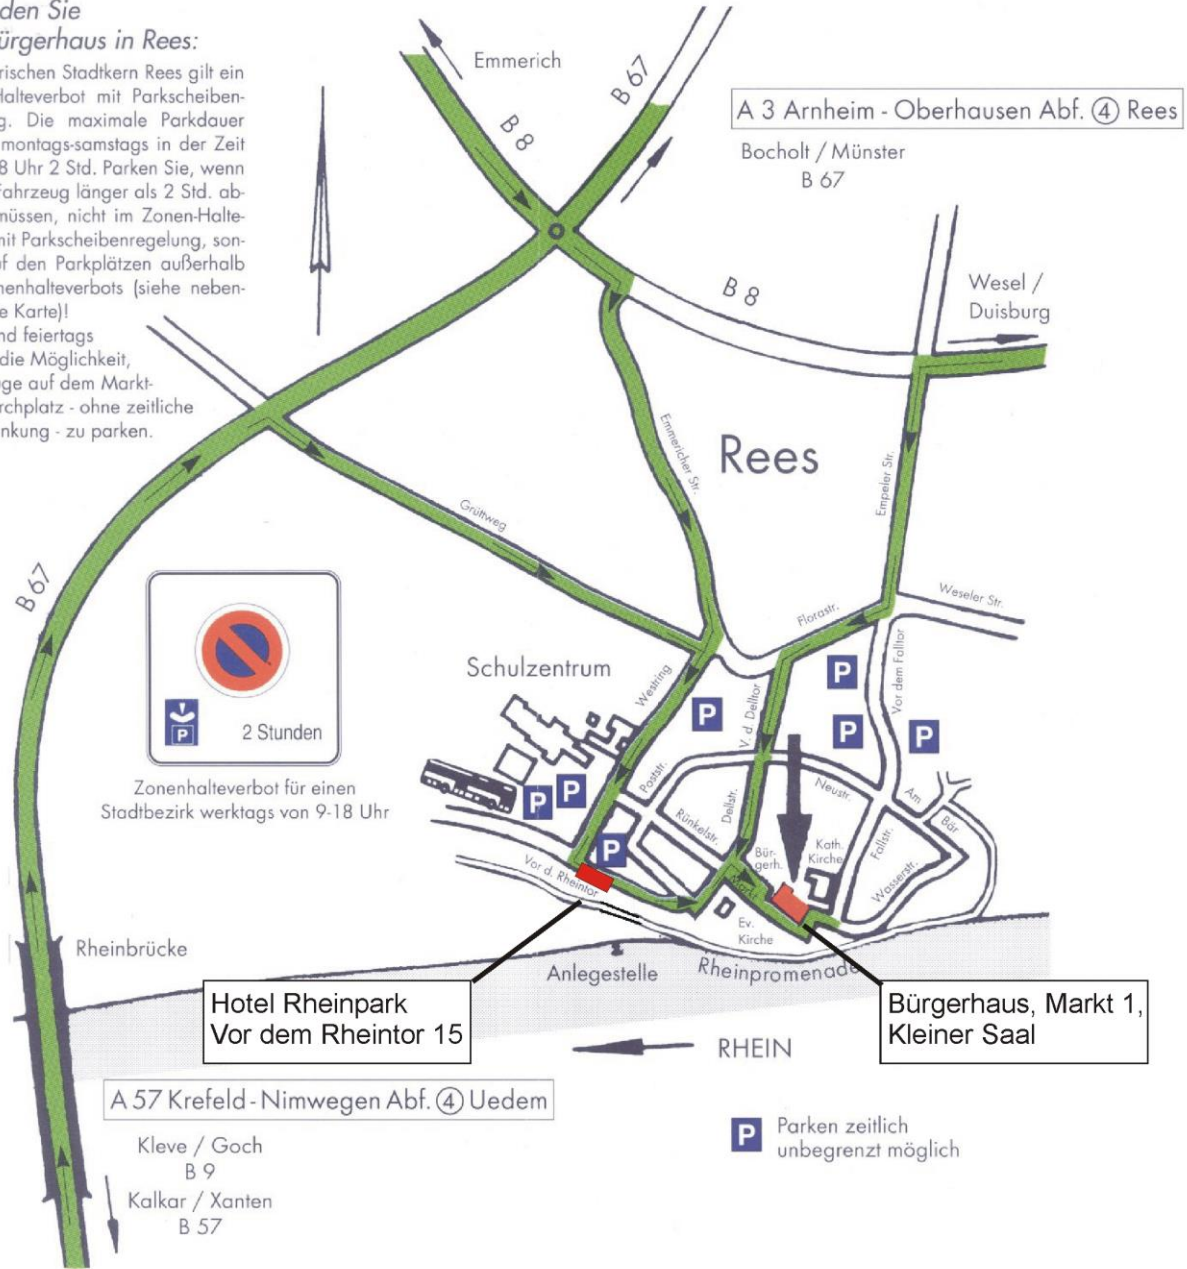 den Sie
ürgerhaus in Rees:
rischen Stadtkern Rees gilt ein
Halteverbot mit Parkscheiben-
g. Die maximale Parkdauer
montags-samstags in der Zeit
8 Uhr 2 Std. Parken Sie, wenn
Fahrzeug länger als 2 Std. ab-
müssen, nicht im Zonen-Halte-
mit Parkscheibenregelung, son-
uf den Parkplätzen außerhalb
nenhalteverbots (siehe neben-
e Karte)!
nd feiertags
die Möglichkeit,
uge auf dem Markt-
rchplatz - ohne zeitliche
nkung - zu parken.
Emmerich
B 8
B 67
A 3 Arnheim - Oberhausen Abf. ④ Rees
Bocholt / Münster
B 67
B 8
Wesel /
Duisburg
Rees
Emmericher Str.
Empeler Str.
Grüttweg
B 67
P
2 Stunden
Zonenhalteverbot für einen
Stadtbezirk werktags von 9-18 Uhr
Schulzentrum
Westring
Florastr.
Weseler Str.
Vor dem Falltor
V. d. Delltor
P
P
P
P
P
P
P
Poststr.
Rünkelstr.
Dellstr.
Neustr.
Am
Bär
Fallstr.
Wasserstr.
Bür-
gerh.
Kath.
Kirche
Markt
Vor d. Rheintor
Ev.
Kirche
Rheinbrücke
Anlegestelle
Rheinpromenade
Hotel Rheinpark
Vor dem Rheintor 15
Bürgerhaus, Markt 1,
Kleiner Saal
RHEIN
A 57 Krefeld - Nimwegen Abf. ④ Uedem
Kleve / Goch
B 9
Kalkar / Xanten
B 57
P
Parken zeitlich
unbegrenzt möglich